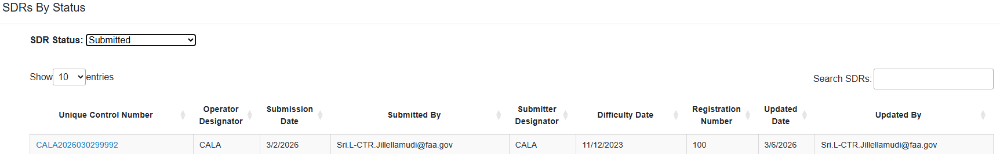 SDRs By Status
SDR Status: Submitted
Show 10 entries
Search SDRs:
Unique Control Number Operator Designator Submission Date Submitted By Submitter Designator Difficulty Date Registration Number Updated Date Updated By
CALA2026030299992 CALA 3/2/2026 Sri.L-CTR.Jillellamudi@faa.gov CALA 11/12/2023 100 3/6/2026 Sri.L-CTR.Jillellamudi@faa.gov